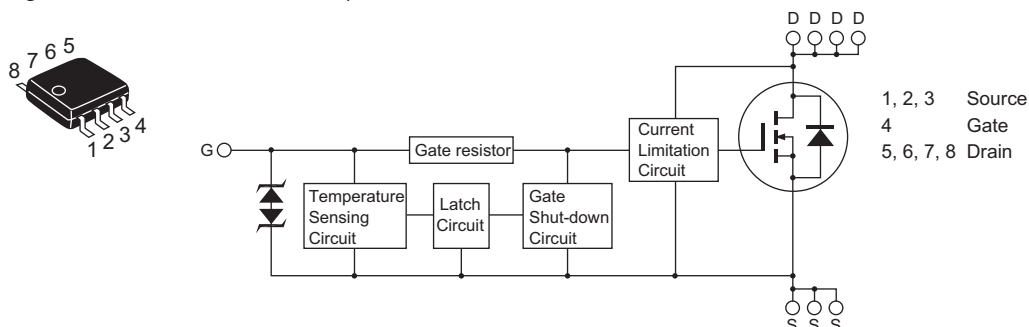 D D D D
8 7 6 5
1 2 3 4
1, 2, 3 Source
4 Gate
5, 6, 7, 8 Drain
G
Gate resistor
Current
Limitation
Circuit
Temperature
Sensing
Circuit
Latch
Circuit
Gate
Shut-down
Circuit
S S S